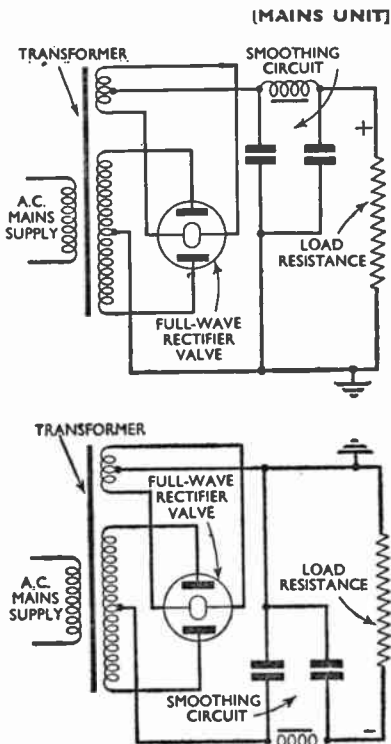 [MAINS UNIT]
TRANSFORMER
SMOOTHING
CIRCUIT
+
A.C.
MAINS
SUPPLY
LOAD
RESISTANCE
FULL-WAVE
RECTIFIER
VALVE
TRANSFORMER
FULL-WAVE
RECTIFIER
VALVE
A.C.
MAINS
SUPPLY
LOAD
RESISTANCE
SMOOTHING
CIRCUIT
-